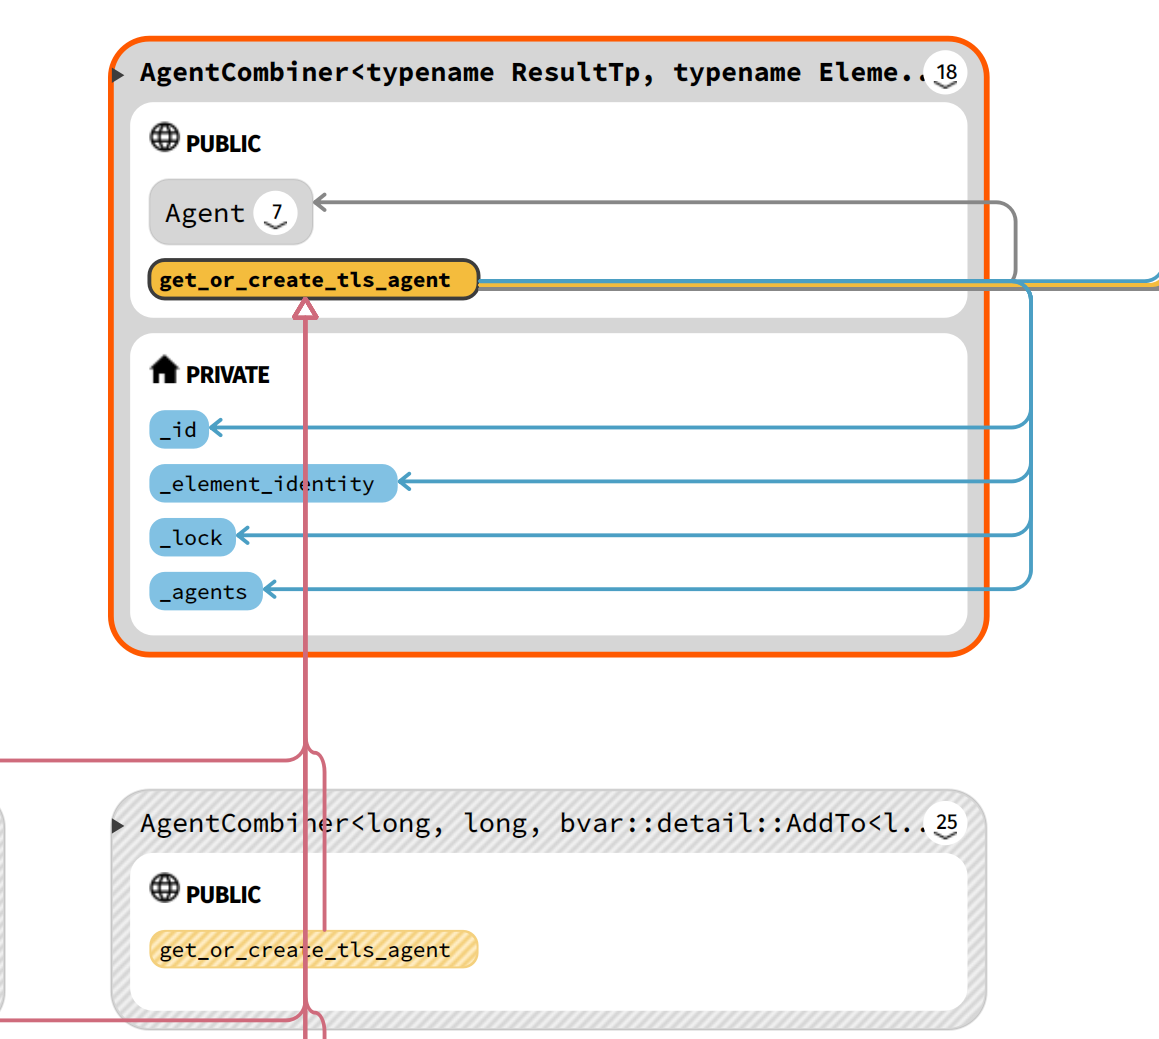 AgentCombiner<typename ResultTp, typename Eleme.. 18
PUBLIC
Agent 7
get_or_create_tls_agent
PRIVATE
_id
_element_identity
_lock
_agents
AgentCombiner<long, long, bvar::detail::AddTo<l.. 25
PUBLIC
get_or_create_tls_agent